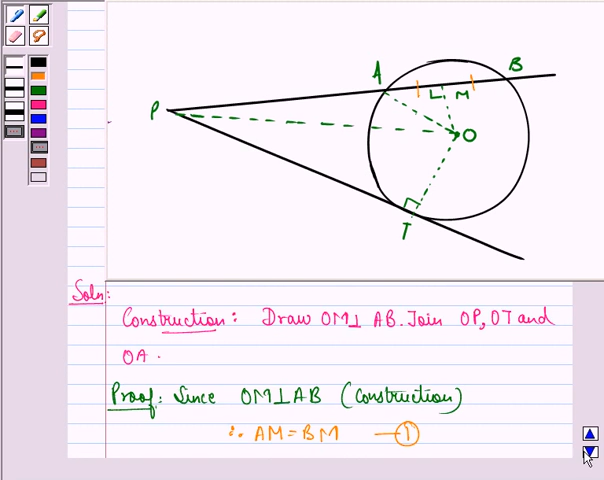 A
B
L M
P
O
T
Soln:
Construction: Draw OM⊥ AB. Join OP, OT and
OA.
Proof: Since OM⊥AB (Construction)
∴ AM=BM —①